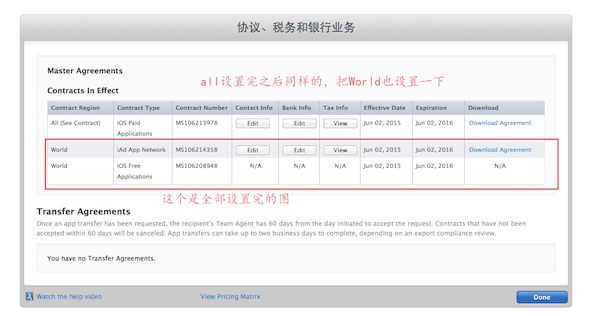 协议、税务和银行业务
Master Agreements
all设置完之后同样的, 把World也设置一下
Contracts In Effect
Contract Region Contract Type Contract Number Contact Info Bank Info Tax Info Effective Date Expiration Download
All (See Contract) iOS Paid Applications MS106213978 Edit Edit View Jun 02, 2015 Jun 02, 2016 Download Agreement
World iAd App Network MS106214358 Edit Edit View Jun 02, 2015 Jun 02, 2016 Download Agreement
World iOS Free Applications MS106208948 N/A N/A N/A Jun 02, 2015 Jun 02, 2016 N/A
这个是全部设置完的图
Transfer Agreements
Once an app transfer has been requested, the recipient's Team Agent has 60 days from the day initiated to accept the request. Contracts that have not been
accepted within 60 days will be canceled. App transfers can take up to two business days to complete, depending on an export compliance review.
You have no Transfer Agreements.
Watch the help video View Pricing Matrix Done